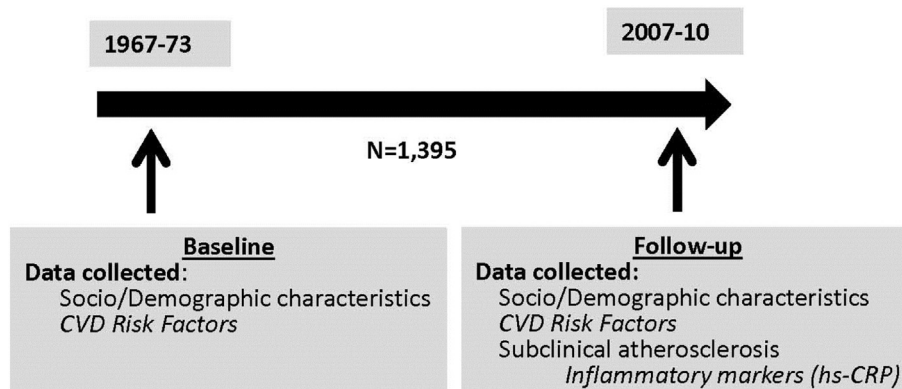 1967-73
2007-10
N=1,395
Baseline
Data collected:
Socio/Demographic characteristics
CVD Risk Factors
Follow-up
Data collected:
Socio/Demographic characteristics
CVD Risk Factors
Subclinical atherosclerosis
Inflammatory markers (hs-CRP)